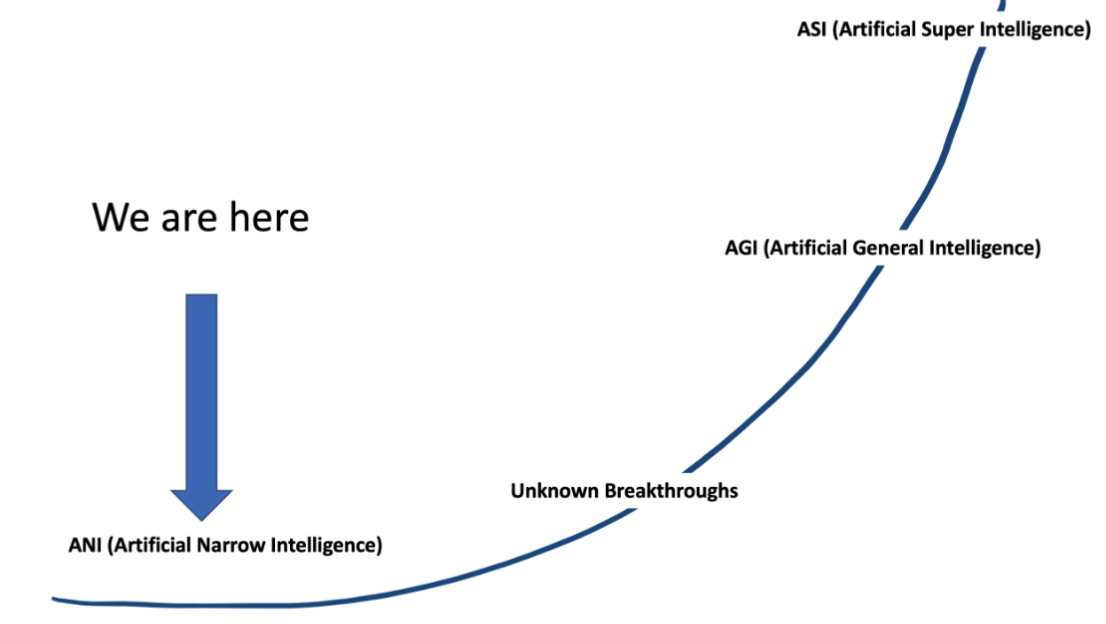 ASI (Artificial Super Intelligence)
We are here
AGI (Artificial General Intelligence)
Unknown Breakthroughs
ANI (Artificial Narrow Intelligence)